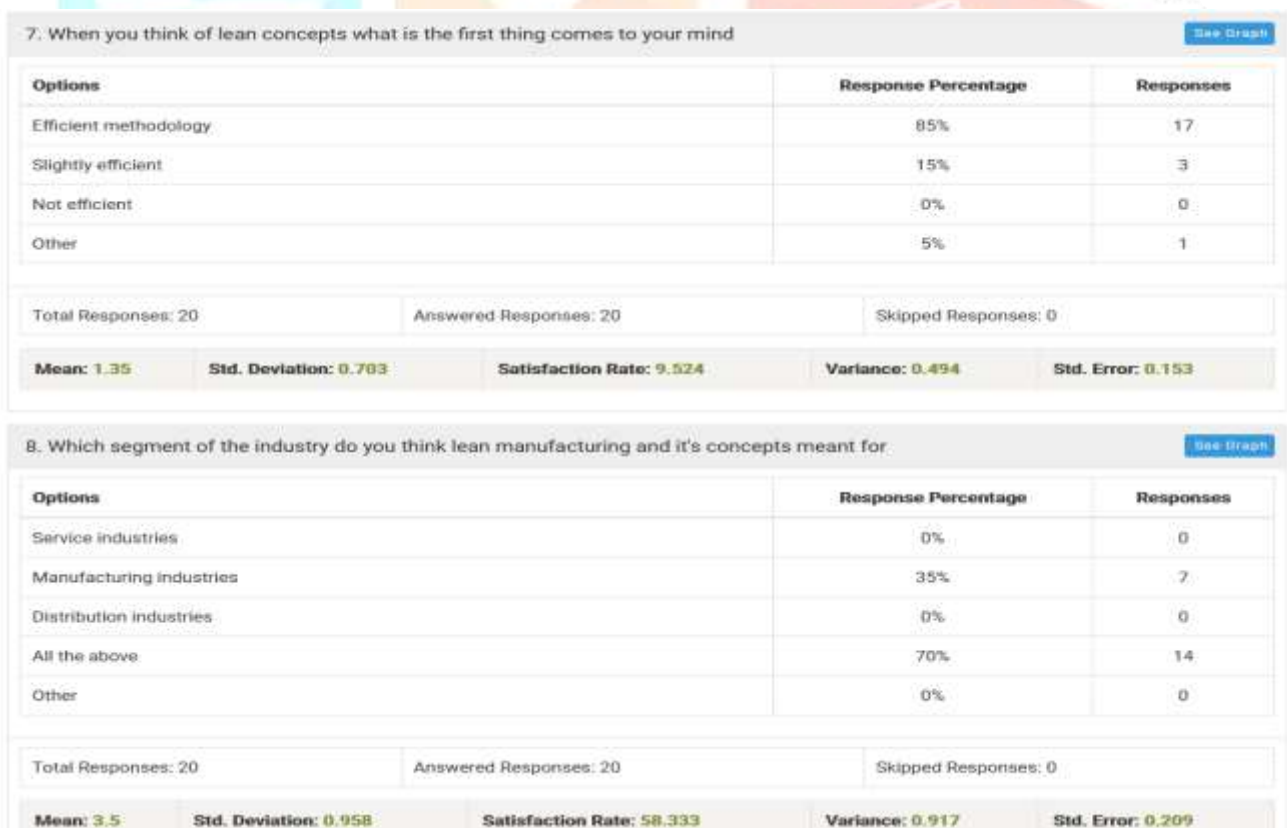 7. When you think of lean concepts what is the first thing comes to your mind
See Graph
Options Response Percentage Responses
Efficient methodology 85% 17
Slightly efficient 15% 3
Not efficient 0% 0
Other 5% 1
Total Responses: 20 Answered Responses: 20 Skipped Responses: 0
Mean: 1.35 Std. Deviation: 0.703 Satisfaction Rate: 9.524 Variance: 0.494 Std. Error: 0.153
8. Which segment of the industry do you think lean manufacturing and it's concepts meant for
See Graph
Options Response Percentage Responses
Service industries 0% 0
Manufacturing industries 35% 7
Distribution industries 0% 0
All the above 70% 14
Other 0% 0
Total Responses: 20 Answered Responses: 20 Skipped Responses: 0
Mean: 3.5 Std. Deviation: 0.958 Satisfaction Rate: 58.333 Variance: 0.917 Std. Error: 0.209